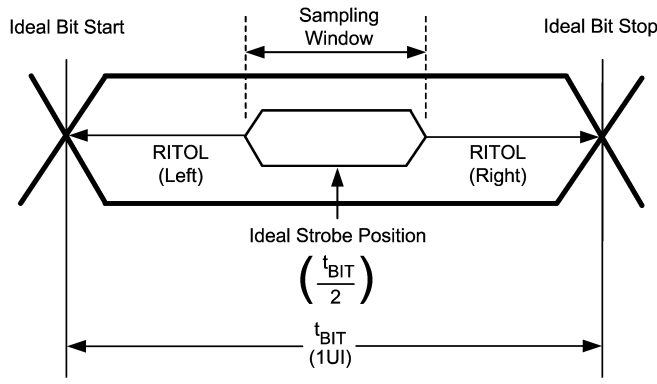 Sampling
Window
Ideal Bit Start
Ideal Bit Stop
RITOL
(Left)
RITOL
(Right)
Ideal Strobe Position
(tBIT
2)
tBIT
(1UI)